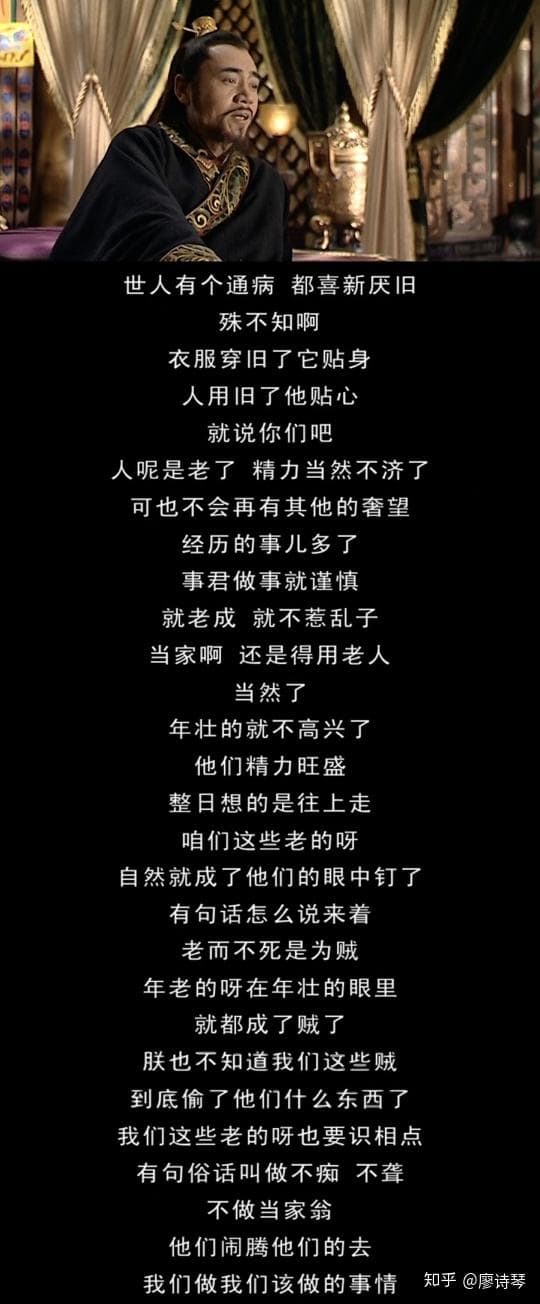 世人有个通病 都喜新厌旧
殊不知啊
衣服穿旧了它贴身
人用旧了他贴心
就说你们吧
人呢是老了 精力当然不济了
可也不会再有其他的奢望
经历的事儿多了
事君做事就谨慎
就老成 就不惹乱子
当家啊 还是得用老人
当然了
年壮的就不高兴了
他们精力旺盛
整日想的是往上走
咱们这些老的呀
自然就成了他们的眼中钉了
有句话怎么说来着
老而不死是为贼
年老的呀在年壮的眼里
就都成了贼了
朕也不知道我们这些贼
到底偷了他们什么东西了
我们这些老的呀也要识相点
有句俗话叫做不痴 不聋
不做当家翁
他们闹腾他们的去
我们做我们该做的事情
知乎 @廖诗琴